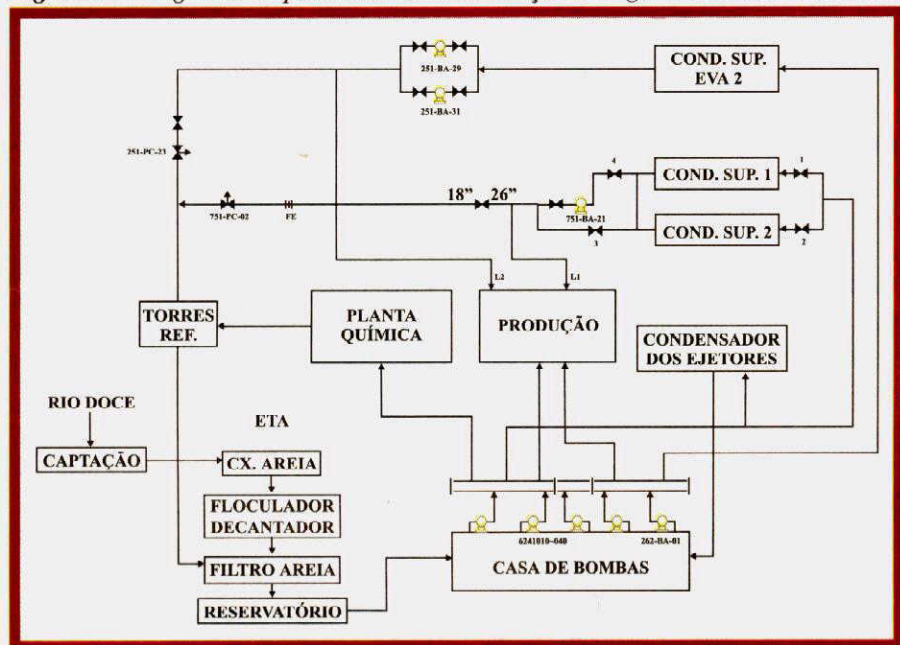 251-BA-29
251-BA-31
COND. SUP.
EVA 2
251-PC-23
751-PC-02
FE
18” 26”
751-BA-21
4
3
COND. SUP. 1
COND. SUP. 2
1
2
L2
L1
TORRES
REF.
PLANTA
QUÍMICA
PRODUÇÃO
CONDENSADOR
DOS EJETORES
RIO DOCE
CAPTAÇÃO
ETA
CX. AREIA
FLOCULADOR
DECANTADOR
FILTRO AREIA
RESERVATÓRIO
6241010-040
262-BA-01
CASA DE BOMBAS